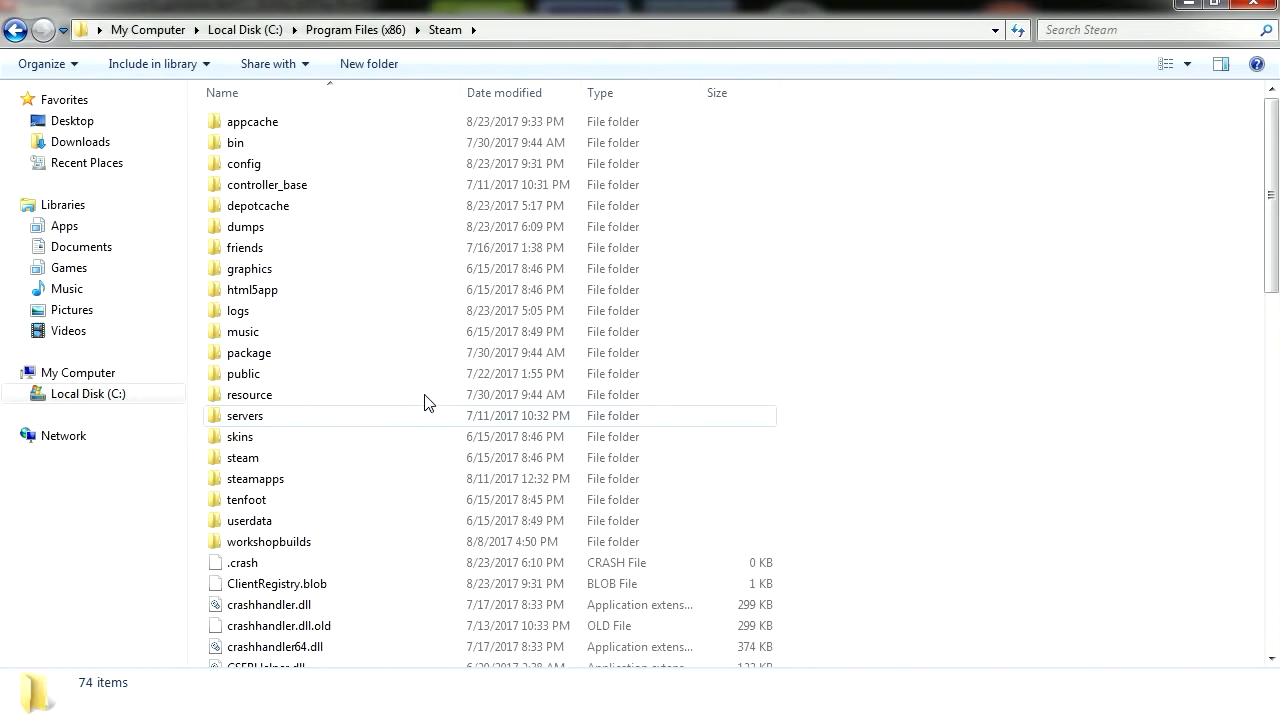 My Computer Local Disk (C:) Program Files (x86) Steam Search Steam
Organize Include in library Share with New folder
Favorites
Desktop
Downloads
Recent Places
Libraries
Apps
Documents
Games
Music
Pictures
Videos
My Computer
Local Disk (C:)
Network
Name Date modified Type Size
appcache 8/23/2017 9:33 PM File folder
bin 7/30/2017 9:44 AM File folder
config 8/23/2017 9:31 PM File folder
controller_base 7/11/2017 10:31 PM File folder
depotcache 8/23/2017 5:17 PM File folder
dumps 8/23/2017 6:09 PM File folder
friends 7/16/2017 1:38 PM File folder
graphics 6/15/2017 8:46 PM File folder
html5app 6/15/2017 8:46 PM File folder
logs 8/23/2017 5:05 PM File folder
music 6/15/2017 8:49 PM File folder
package 7/30/2017 9:44 AM File folder
public 7/22/2017 1:55 PM File folder
resource 7/30/2017 9:44 AM File folder
servers 7/11/2017 10:32 PM File folder
skins 6/15/2017 8:46 PM File folder
steam 6/15/2017 8:46 PM File folder
steamapps 8/11/2017 12:32 PM File folder
tenfoot 6/15/2017 8:45 PM File folder
userdata 6/15/2017 8:49 PM File folder
workshopbuilds 8/8/2017 4:50 PM File folder
.crash 8/23/2017 6:10 PM CRASH File 0 KB
ClientRegistry.blob 8/23/2017 9:31 PM BLOB File 1 KB
crashhandler.dll 7/17/2017 8:33 PM Application extens... 299 KB
crashhandler.dll.old 7/13/2017 10:33 PM OLD File 299 KB
crashhandler64.dll 7/17/2017 8:33 PM Application extens... 374 KB
74 items